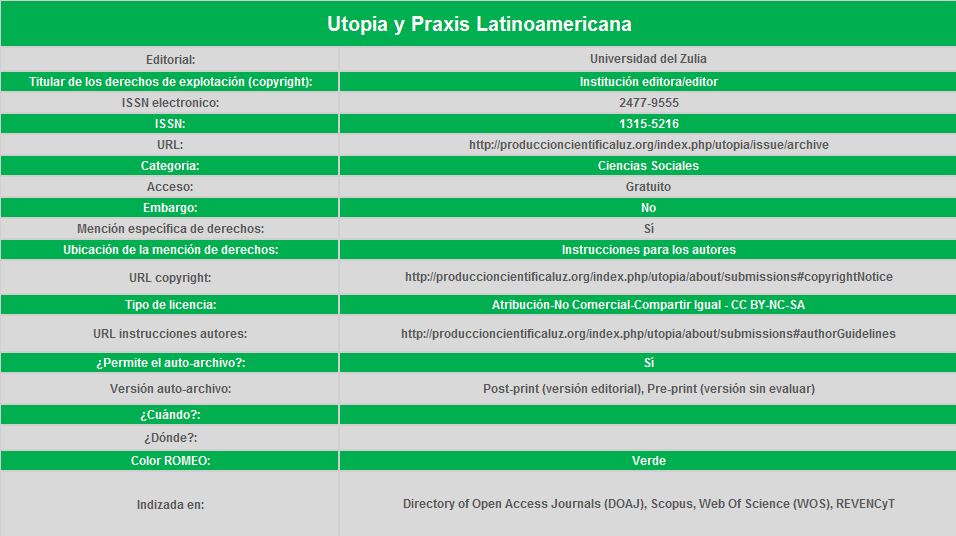 Utopia y Praxis Latinoamericana
Editorial: Universidad del Zulia
Titular de los derechos de explotación (copyright): Institución editora/editor
ISSN electronico: 2477-9555
ISSN: 1315-5216
URL: http://produccioncientificaluz.org/index.php/utopia/issue/archive
Categoría: Ciencias Sociales
Acceso: Gratuito
Embargo: No
Mención específica de derechos: Sí
Ubicación de la mención de derechos: Instrucciones para los autores
URL copyright: http://produccioncientificaluz.org/index.php/utopia/about/submissions#copyrightNotice
Tipo de licencia: Atribución-No Comercial-Compartir Igual - CC BY-NC-SA
URL instrucciones autores: http://produccioncientificaluz.org/index.php/utopia/about/submissions#authorGuidelines
¿Permite el auto-archivo?: Sí
Versión auto-archivo: Post-print (versión editorial), Pre-print (versión sin evaluar)
¿Cuándo?:
¿Dónde?:
Color ROMEO: Verde
Indizada en: Directory of Open Access Journals (DOAJ), Scopus, Web Of Science (WOS), REVENCyT